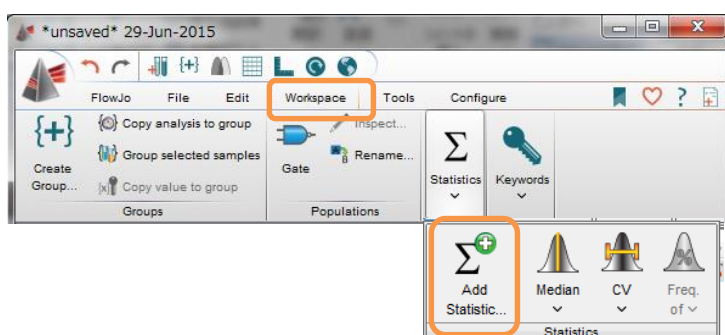 *unsaved* 29-Jun-2015
FlowJo File Edit Workspace Tools Configure
{+} Create Group...
Copy analysis to group
Group selected samples
Copy value to group
Groups
Gate
Inspect...
Rename...
Populations
Σ Statistics
Keywords
Σ Add Statistic...
Median
CV
% Freq. of
Statistics